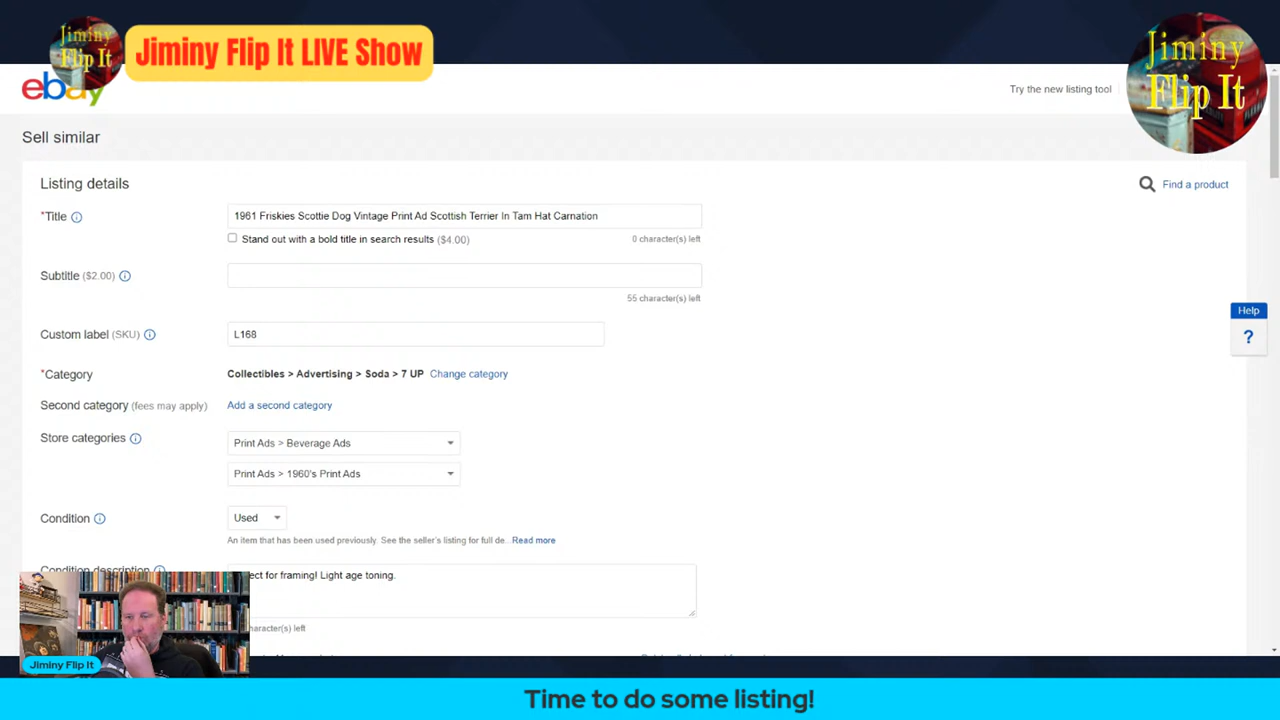 Jiminy
Flip It
Jiminy Flip It LIVE Show
Jiminy
Flip It
ebay
Try the new listing tool
Sell similar
Listing details
Find a product
*Title
1961 Friskies Scottie Dog Vintage Print Ad Scottish Terrier In Tam Hat Carnation
Stand out with a bold title in search results ($4.00)
0 character(s) left
Subtitle ($2.00)
55 character(s) left
Help
?
Custom label (SKU)
L168
*Category
Collectibles > Advertising > Soda > 7 UP Change category
Second category (fees may apply)
Add a second category
Store categories
Print Ads > Beverage Ads
Print Ads > 1960's Print Ads
Condition
Used
An item that has been used previously. See the seller's listing for full de... Read more
Condition description
ect for framing! Light age toning.
haracter(s) left
Jiminy Flip It
Time to do some listing!